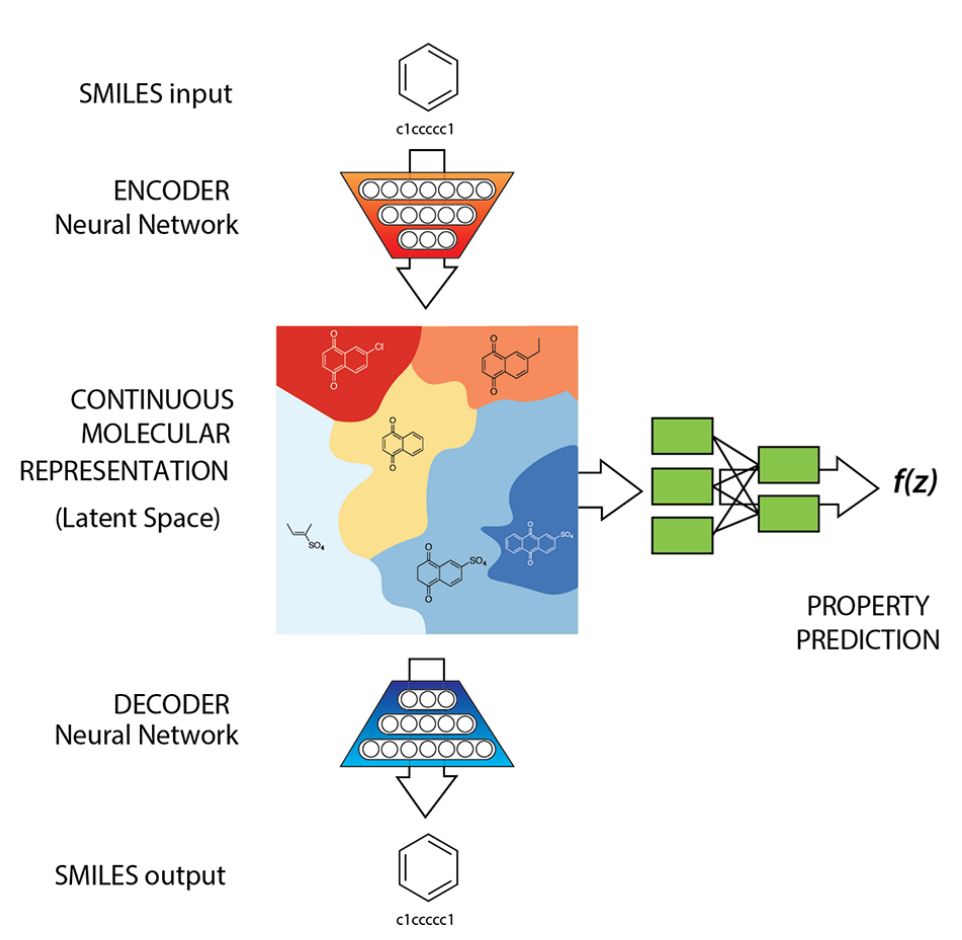 SMILES input
c1ccccc1
ENCODER
Neural Network
O
O
Cl
O
O
CONTINUOUS
MOLECULAR
REPRESENTATION
(Latent Space)
O
O
SO₄
O
O
SO₄
O
O
SO₄
f(z)
PROPERTY
PREDICTION
DECODER
Neural Network
SMILES output
c1ccccc1